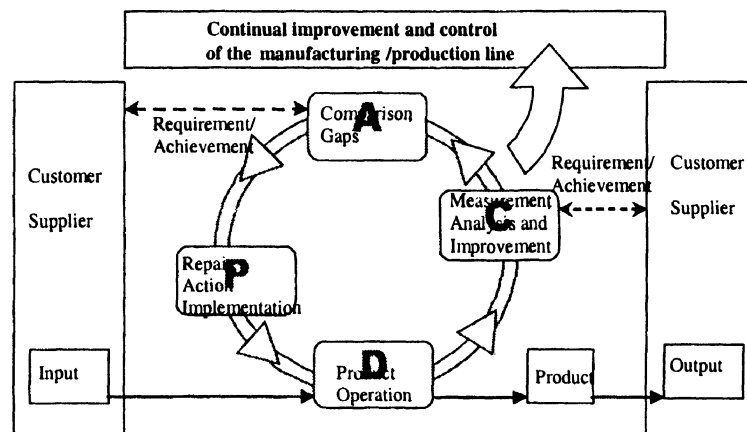 Continual improvement and control
of the manufacturing /production line
A
Comparison,
Gaps
Requirement/
Achievement
Requirement/
Achievement
Customer
Supplier
Customer
Supplier
C
Measurement
Analysis and
Improvement
P
Repair
Action
Implementation
D
Product
Operation
Input
Product
Output